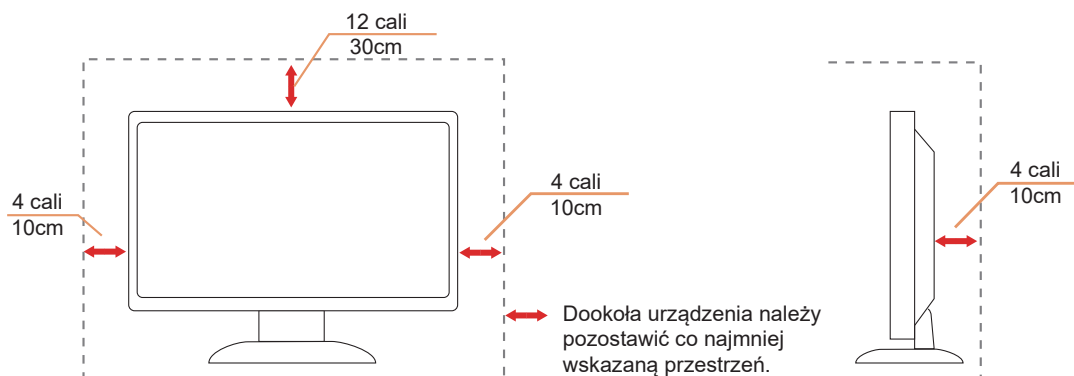 12 cali
30cm
4 cali
10cm
4 cali
10cm
4 cali
10cm
Dookoła urządzenia należy
pozostawić co najmniej
wskazaną przestrzeń.